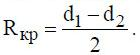 Rкр = (d₁ − d₂)/2.